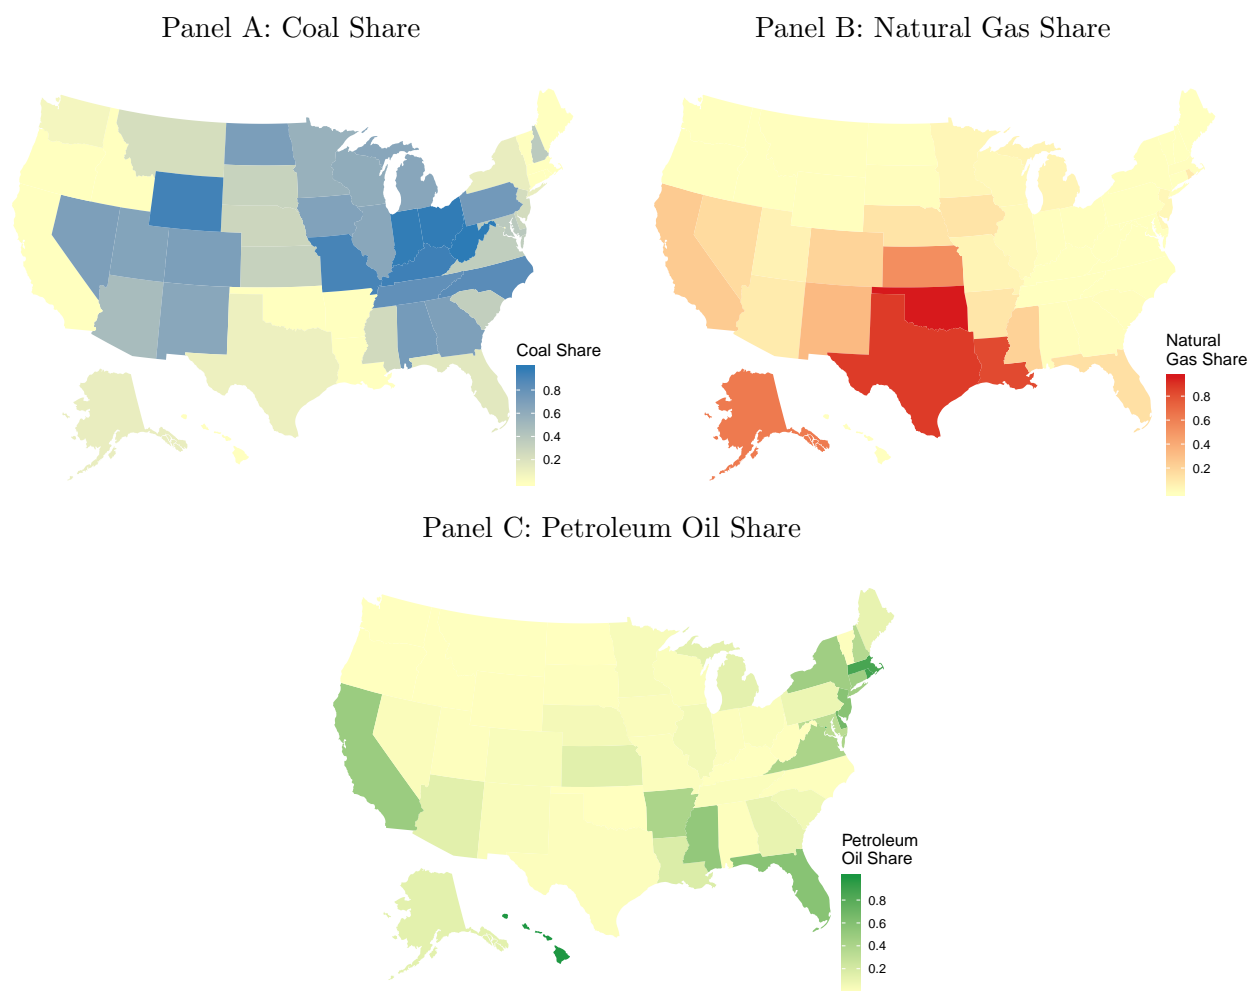 Panel A: Coal Share
Panel B: Natural Gas Share
Coal Share
0.8
0.6
0.4
0.2
Natural
Gas Share
0.8
0.6
0.4
0.2
Panel C: Petroleum Oil Share
Petroleum
Oil Share
0.8
0.6
0.4
0.2